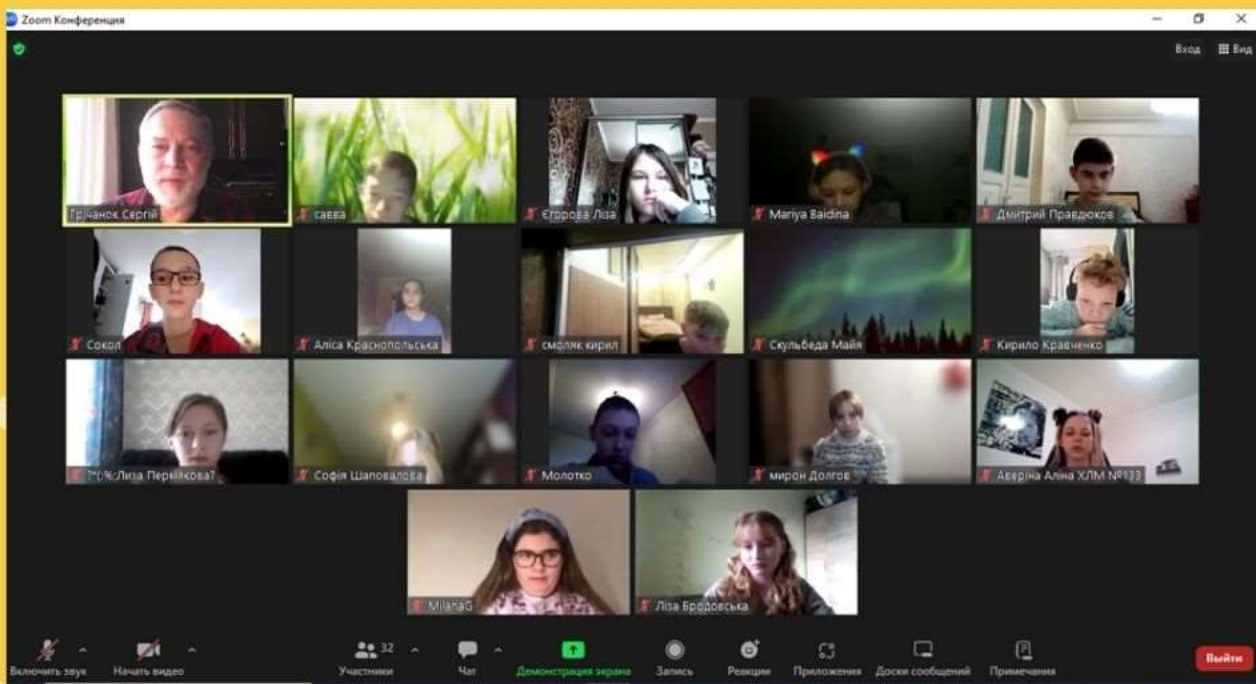 Zoom Конференция
Вход
Вид
Грічанок Сергій
савва
Єгорова Ліза
Mariya Baidina
Дмитрий Правдюков
Сокол
Аліса Краснопольська
смоляк кирил
Скульбеда Майя
Кирило Кравченко
?*(;%:Лиза Пермлкова?
Софія Шаповалова
Молотко
мирон Долгов
Аверіна Аліна ХЛМ №133
MilanaG
Ліза Бродовська
Включить звук
Начать видео
32
Участники
Чат
Демонстрация экрана
Запись
Реакции
Приложения
Доски сообщений
Примечания
Выйти